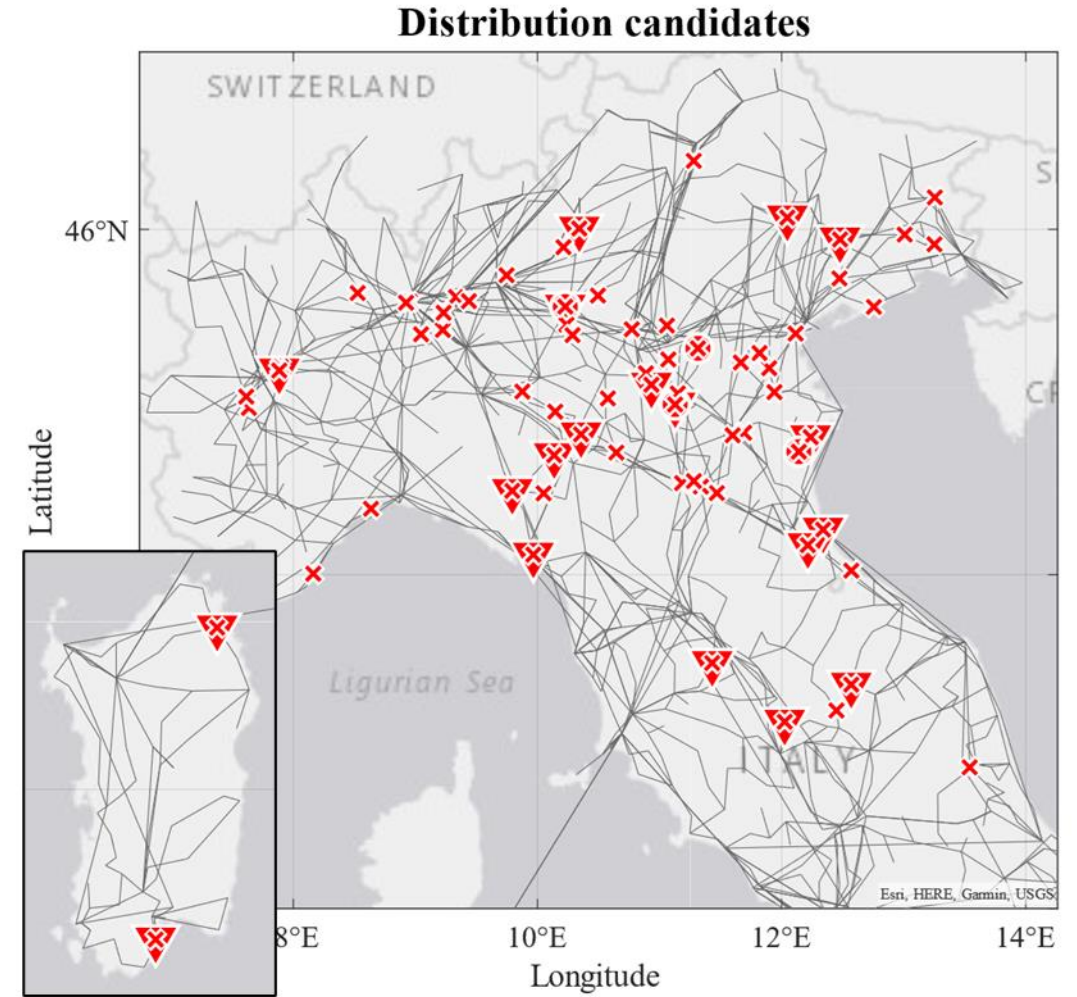 Distribution candidates
SWITZERLAND
46°N
Latitude
Ligurian Sea
ITALY
Esri, HERE, Garmin, USGS
8°E
10°E
12°E
14°E
Longitude